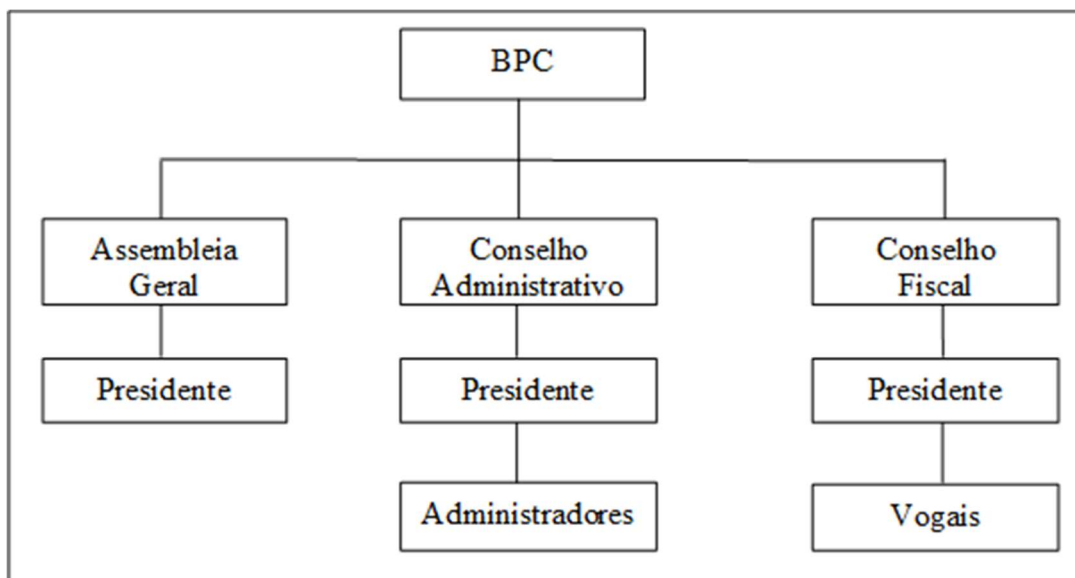 BPC
Assembleia
Geral
Conselho
Administrativo
Conselho
Fiscal
Presidente
Presidente
Presidente
Administradores
Vogais